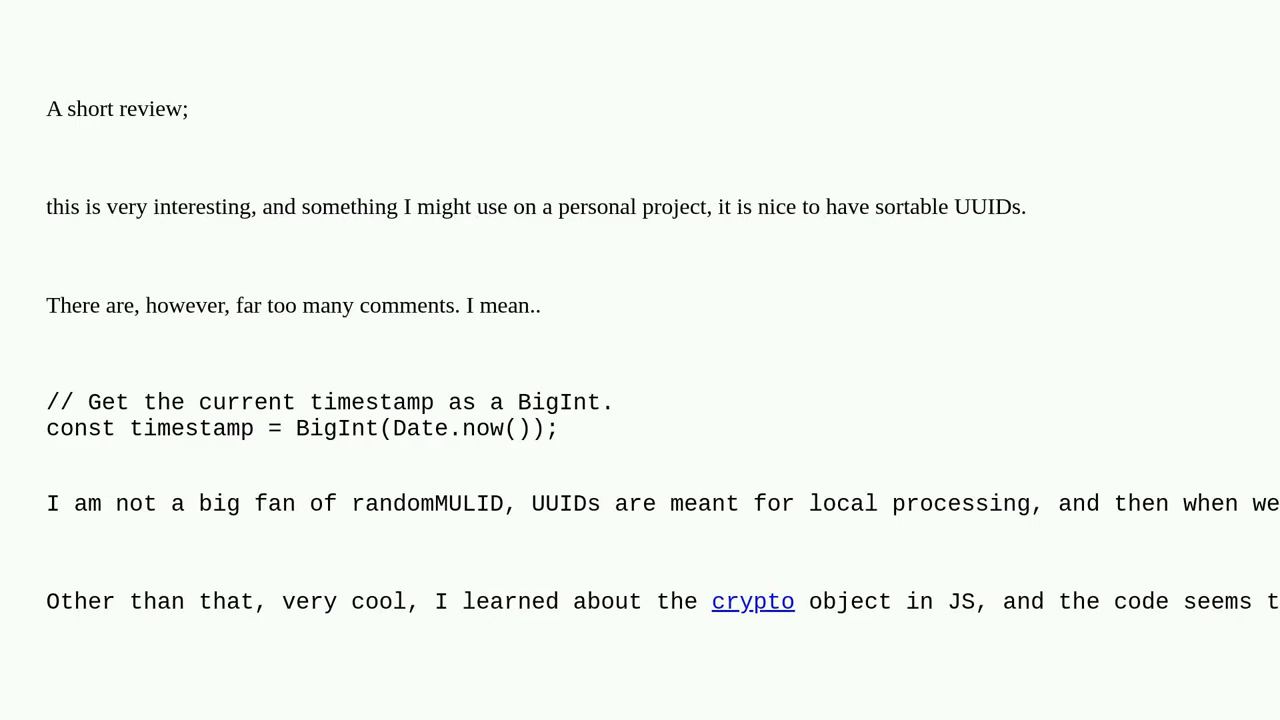 A short review;
this is very interesting, and something I might use on a personal project, it is nice to have sortable UUIDs.
There are, however, far too many comments. I mean..
// Get the current timestamp as a BigInt.
const timestamp = BigInt(Date.now());
I am not a big fan of randomMULID, UUIDs are meant for local processing, and then when we
Other than that, very cool, I learned about the crypto object in JS, and the code seems t